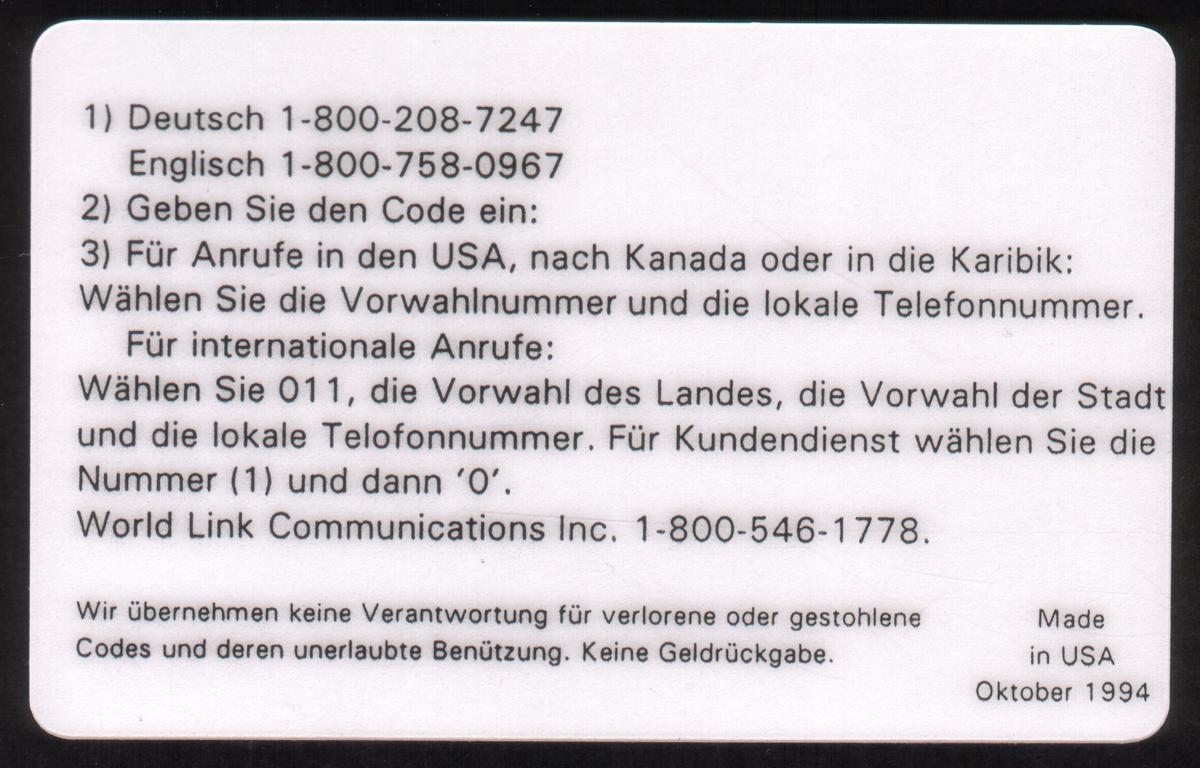 1) Deutsch 1-800-208-7247
Englisch 1-800-758-0967
2) Geben Sie den Code ein:
3) Für Anrufe in den USA, nach Kanada oder in die Karibik:
Wählen Sie die Vorwahlnummer und die lokale Telefonnummer.
Für internationale Anrufe:
Wählen Sie 011, die Vorwahl des Landes, die Vorwahl der Stadt
und die lokale Telofonnummer. Für Kundendienst wählen Sie die
Nummer (1) und dann '0'.
World Link Communications Inc. 1-800-546-1778.
Wir übernehmen keine Verantwortung für verlorene oder gestohlene
Codes und deren unerlaubte Benützung. Keine Geldrückgabe.
Made
in USA
Oktober 1994